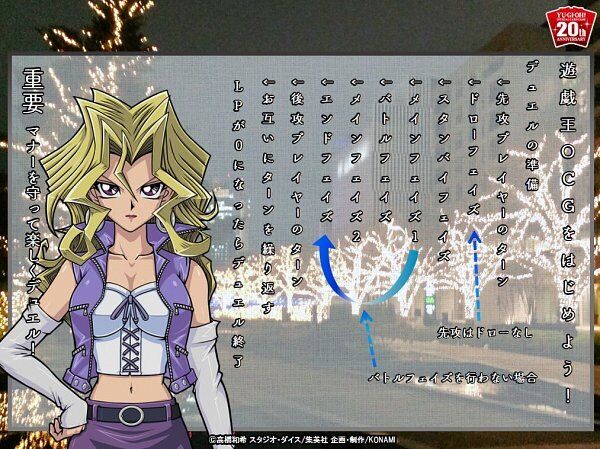 YU-GI-OH!
20th
ANNIVERSARY
遊戯王OCGをはじめよう!
デュエルの準備
←先攻プレイヤーのターン
←ドローフェイズ
←スタンバイフェイズ
←メインフェイズ1
←バトルフェイズ
←メインフェイズ2
←エンドフェイズ
←後攻プレイヤーのターン
←お互いにターンを繰り返す
LPが0になったらデュエル終了
重要 マナーを守って楽しくデュエル!
先攻はドローなし
バトルフェイズを行わない場合
©高橋和希 スタジオ・ダイス/集英社 企画・制作/KONAMI